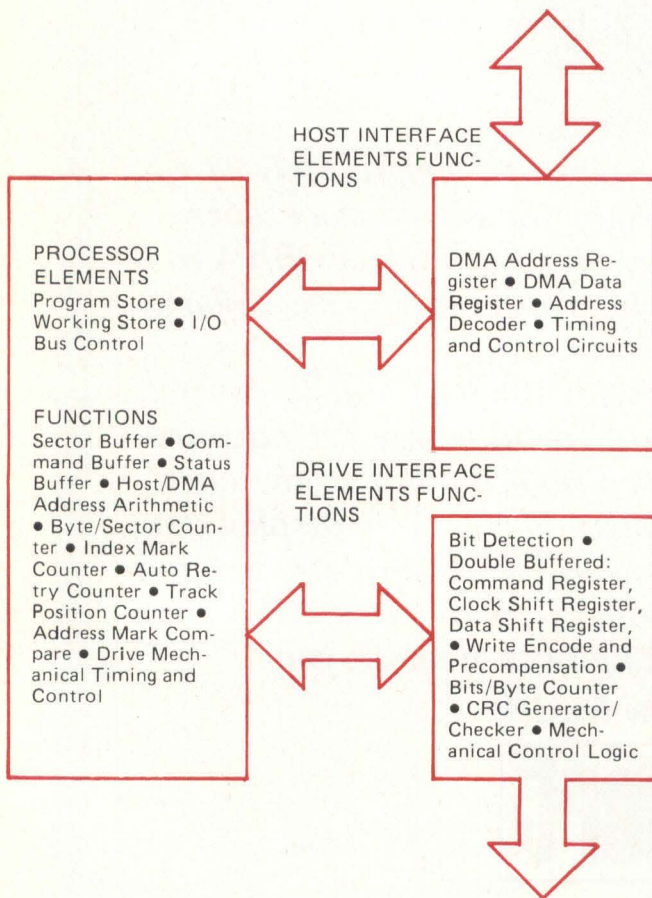 HOST INTERFACE
ELEMENTS FUNC-
TIONS
PROCESSOR
ELEMENTS
Program Store ●
Working Store ● I/O
Bus Control
FUNCTIONS
Sector Buffer ● Com-
mand Buffer ● Status
Buffer ● Host/DMA
Address Arithmetic
● Byte/Sector Coun-
ter ● Index Mark
Counter ● Auto Re-
try Counter ● Track
Position Counter ●
Address Mark Com-
pare ● Drive Mech-
anical Timing and
Control
DMA Address Re-
gister ● DMA Data
Register ● Address
Decoder ● Timing
and Control Circuits
DRIVE INTERFACE
ELEMENTS FUNC-
TIONS
Bit Detection ●
Double Buffered:
Command Register,
Clock Shift Register,
Data Shift Register,
● Write Encode and
Precompensation ●
Bits/Byte Counter
● CRC Generator/
Checker ● Mech-
anical Control Logic